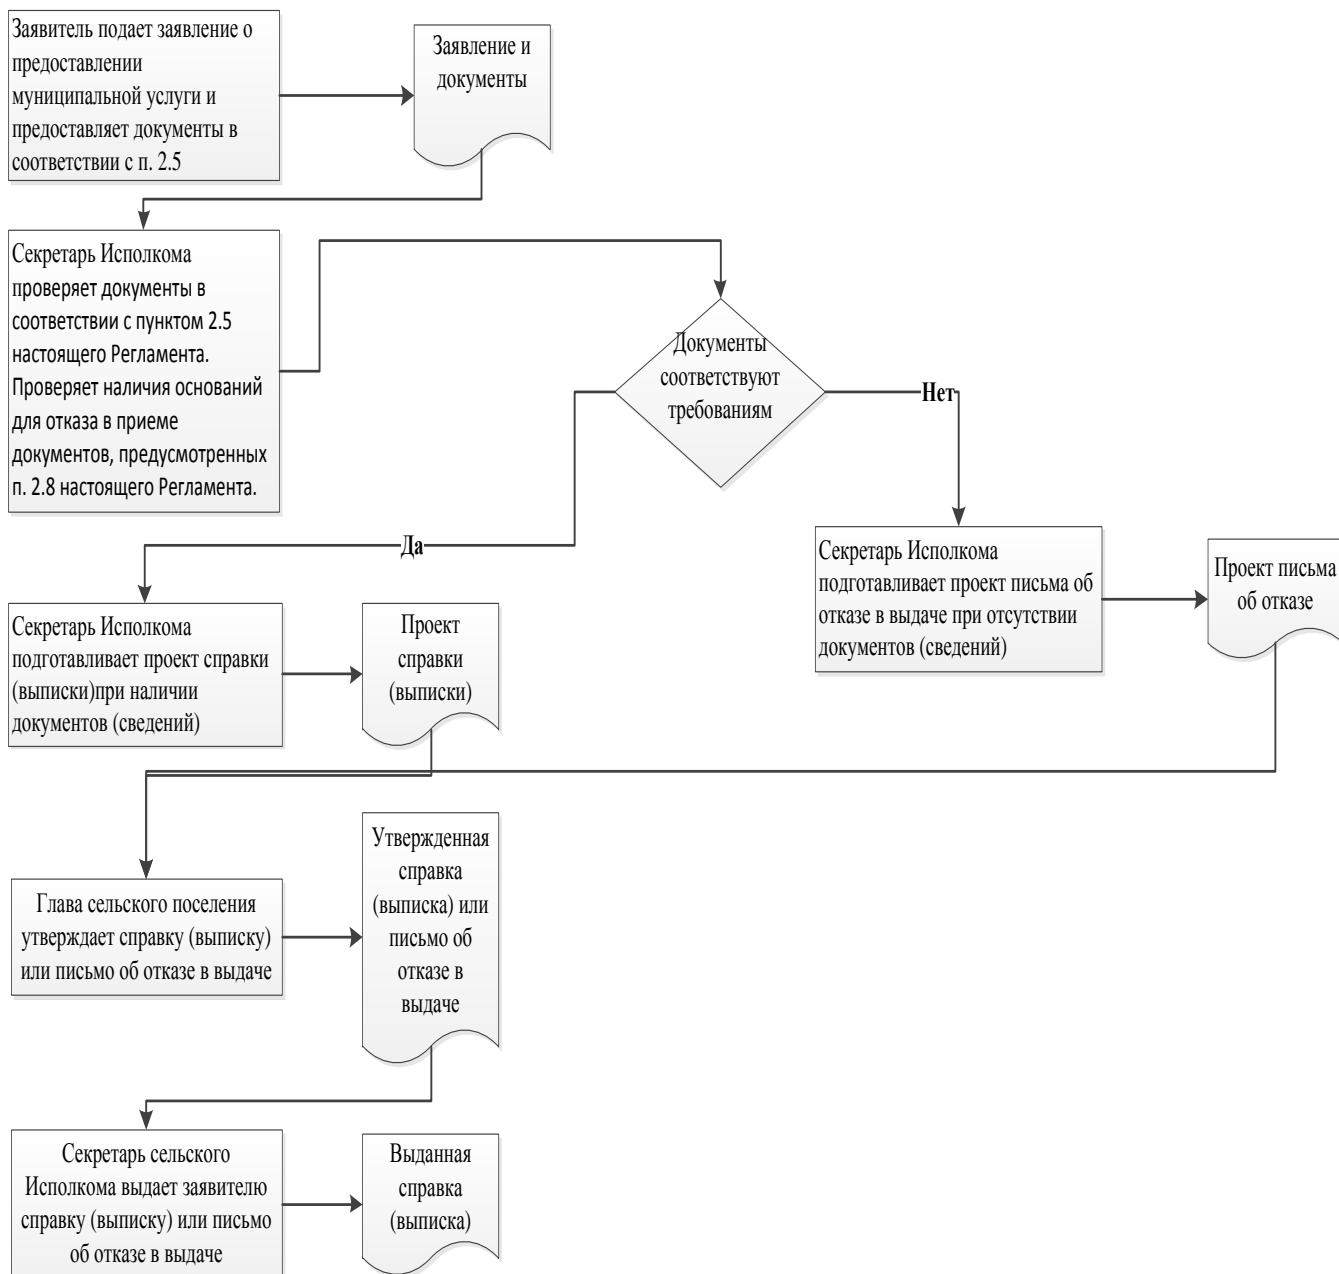 Заявитель подает заявление о
предоставлении
муниципальной услуги и
предоставляет документы в
соответствии с п. 2.5
Заявление и
документы
Секретарь Исполкома
проверяет документы в
соответствии с пунктом 2.5
настоящего Регламента.
Проверяет наличия оснований
для отказа в приеме
документов, предусмотренных
п. 2.8 настоящего Регламента.
Документы
соответствуют
требованиям
Нет
Да
Секретарь Исполкома
подготавливает проект письма об
отказе в выдаче при отсутствии
документов (сведений)
Проект письма
об отказе
Секретарь Исполкома
подготавливает проект справки
(выписки)при наличии
документов (сведений)
Проект
справки
(выписки)
Глава сельского поселения
утверждает справку (выписку)
или письмо об отказе в выдаче
Утвержденная
справка
(выписка) или
письмо об
отказе в
выдаче
Секретарь сельского
Исполкома выдает заявителю
справку (выписку) или письмо
об отказе в выдаче
Выданная
справка
(выписка)